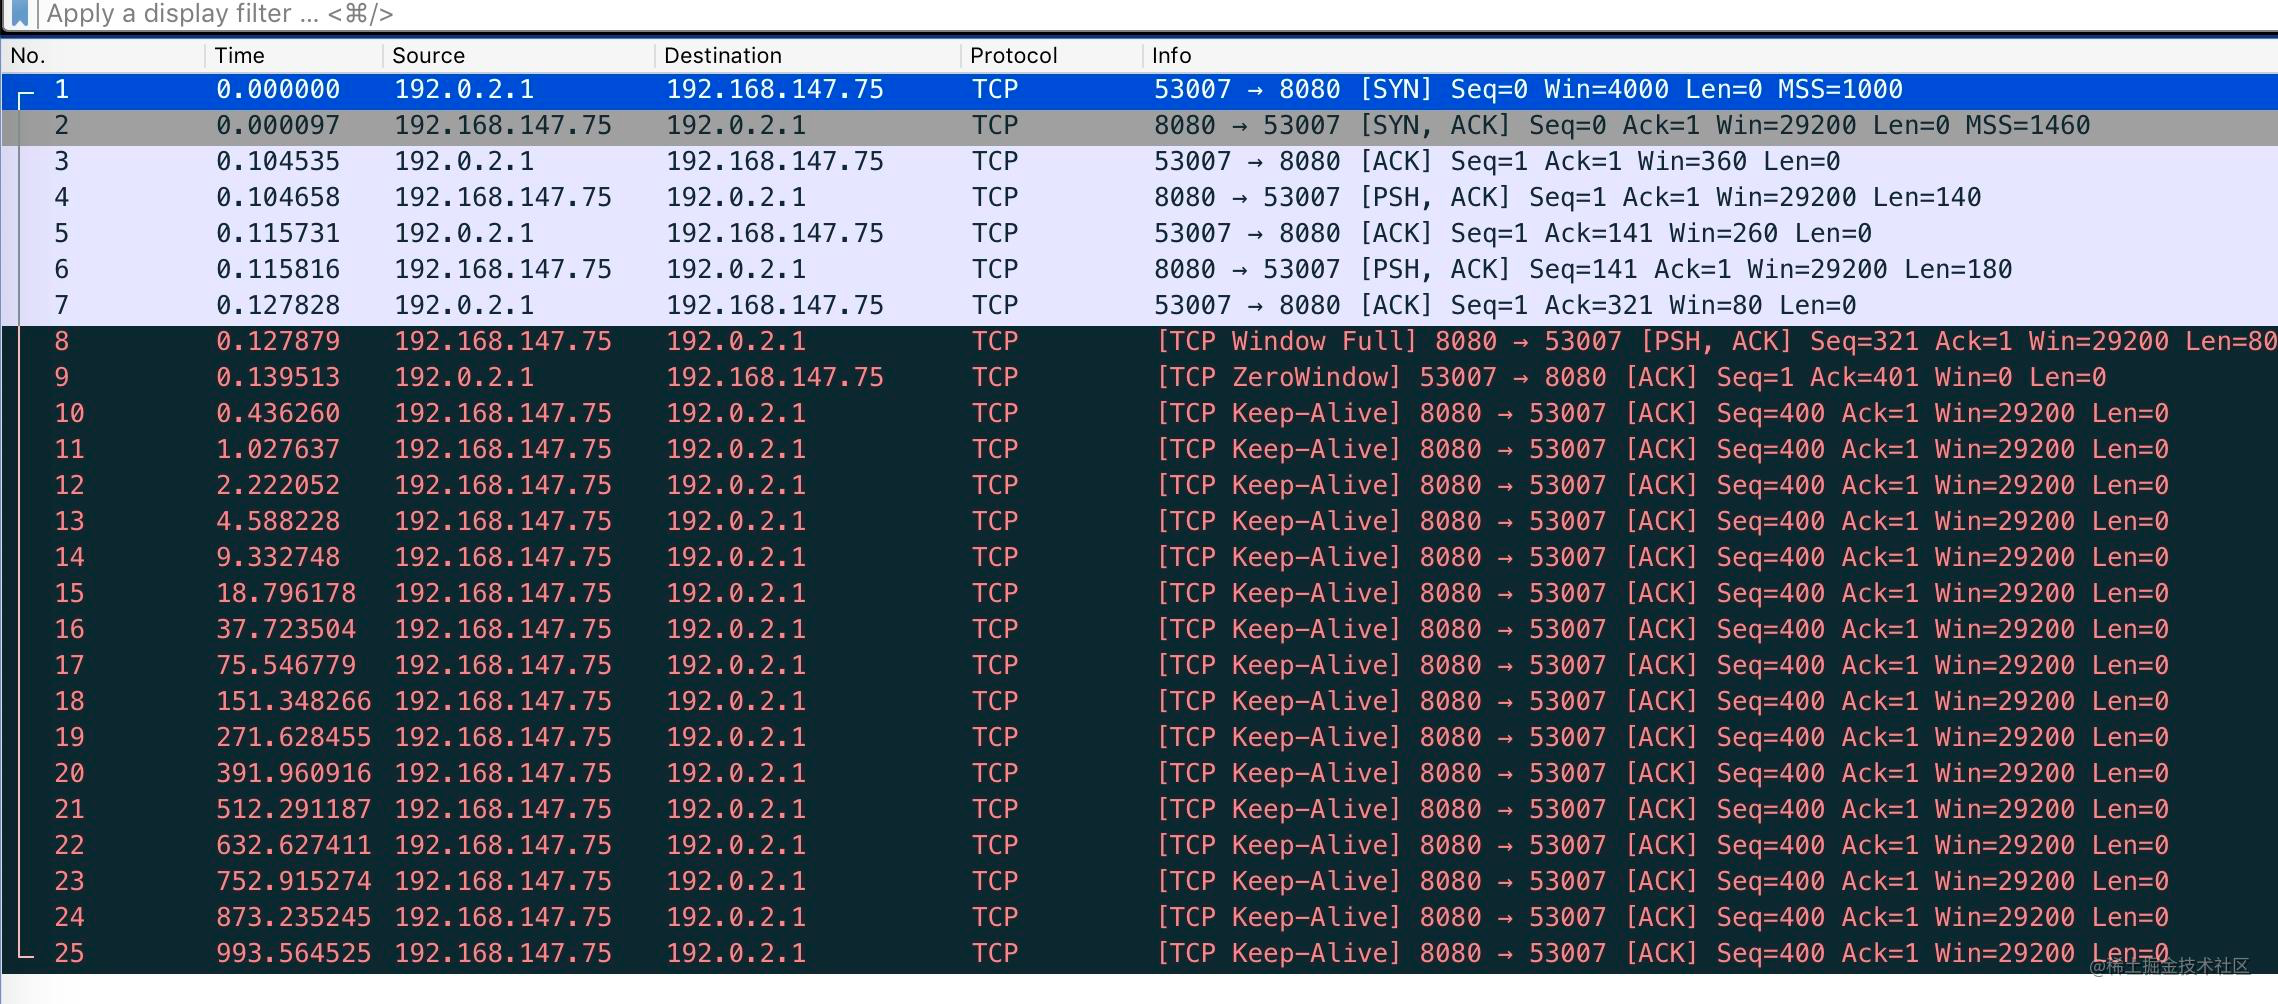 Apply a display filter ... <⌘/>
No. Time Source Destination Protocol Info
1 0.000000 192.0.2.1 192.168.147.75 TCP 53007 → 8080 [SYN] Seq=0 Win=4000 Len=0 MSS=1000
2 0.000097 192.168.147.75 192.0.2.1 TCP 8080 → 53007 [SYN, ACK] Seq=0 Ack=1 Win=29200 Len=0 MSS=1460
3 0.104535 192.0.2.1 192.168.147.75 TCP 53007 → 8080 [ACK] Seq=1 Ack=1 Win=360 Len=0
4 0.104658 192.168.147.75 192.0.2.1 TCP 8080 → 53007 [PSH, ACK] Seq=1 Ack=1 Win=29200 Len=140
5 0.115731 192.0.2.1 192.168.147.75 TCP 53007 → 8080 [ACK] Seq=1 Ack=141 Win=260 Len=0
6 0.115816 192.168.147.75 192.0.2.1 TCP 8080 → 53007 [PSH, ACK] Seq=141 Ack=1 Win=29200 Len=180
7 0.127828 192.0.2.1 192.168.147.75 TCP 53007 → 8080 [ACK] Seq=1 Ack=321 Win=80 Len=0
8 0.127879 192.168.147.75 192.0.2.1 TCP [TCP Window Full] 8080 → 53007 [PSH, ACK] Seq=321 Ack=1 Win=29200 Len=80
9 0.139513 192.0.2.1 192.168.147.75 TCP [TCP ZeroWindow] 53007 → 8080 [ACK] Seq=1 Ack=401 Win=0 Len=0
10 0.436260 192.168.147.75 192.0.2.1 TCP [TCP Keep-Alive] 8080 → 53007 [ACK] Seq=400 Ack=1 Win=29200 Len=0
11 1.027637 192.168.147.75 192.0.2.1 TCP [TCP Keep-Alive] 8080 → 53007 [ACK] Seq=400 Ack=1 Win=29200 Len=0
12 2.222052 192.168.147.75 192.0.2.1 TCP [TCP Keep-Alive] 8080 → 53007 [ACK] Seq=400 Ack=1 Win=29200 Len=0
13 4.588228 192.168.147.75 192.0.2.1 TCP [TCP Keep-Alive] 8080 → 53007 [ACK] Seq=400 Ack=1 Win=29200 Len=0
14 9.332748 192.168.147.75 192.0.2.1 TCP [TCP Keep-Alive] 8080 → 53007 [ACK] Seq=400 Ack=1 Win=29200 Len=0
15 18.796178 192.168.147.75 192.0.2.1 TCP [TCP Keep-Alive] 8080 → 53007 [ACK] Seq=400 Ack=1 Win=29200 Len=0
16 37.723504 192.168.147.75 192.0.2.1 TCP [TCP Keep-Alive] 8080 → 53007 [ACK] Seq=400 Ack=1 Win=29200 Len=0
17 75.546779 192.168.147.75 192.0.2.1 TCP [TCP Keep-Alive] 8080 → 53007 [ACK] Seq=400 Ack=1 Win=29200 Len=0
18 151.348266 192.168.147.75 192.0.2.1 TCP [TCP Keep-Alive] 8080 → 53007 [ACK] Seq=400 Ack=1 Win=29200 Len=0
19 271.628455 192.168.147.75 192.0.2.1 TCP [TCP Keep-Alive] 8080 → 53007 [ACK] Seq=400 Ack=1 Win=29200 Len=0
20 391.960916 192.168.147.75 192.0.2.1 TCP [TCP Keep-Alive] 8080 → 53007 [ACK] Seq=400 Ack=1 Win=29200 Len=0
21 512.291187 192.168.147.75 192.0.2.1 TCP [TCP Keep-Alive] 8080 → 53007 [ACK] Seq=400 Ack=1 Win=29200 Len=0
22 632.627411 192.168.147.75 192.0.2.1 TCP [TCP Keep-Alive] 8080 → 53007 [ACK] Seq=400 Ack=1 Win=29200 Len=0
23 752.915274 192.168.147.75 192.0.2.1 TCP [TCP Keep-Alive] 8080 → 53007 [ACK] Seq=400 Ack=1 Win=29200 Len=0
24 873.235245 192.168.147.75 192.0.2.1 TCP [TCP Keep-Alive] 8080 → 53007 [ACK] Seq=400 Ack=1 Win=29200 Len=0
25 993.564525 192.168.147.75 192.0.2.1 TCP [TCP Keep-Alive] 8080 → 53007 [ACK] Seq=400 Ack=1 Win=29200 Len=0
@稀土掘金技术社区